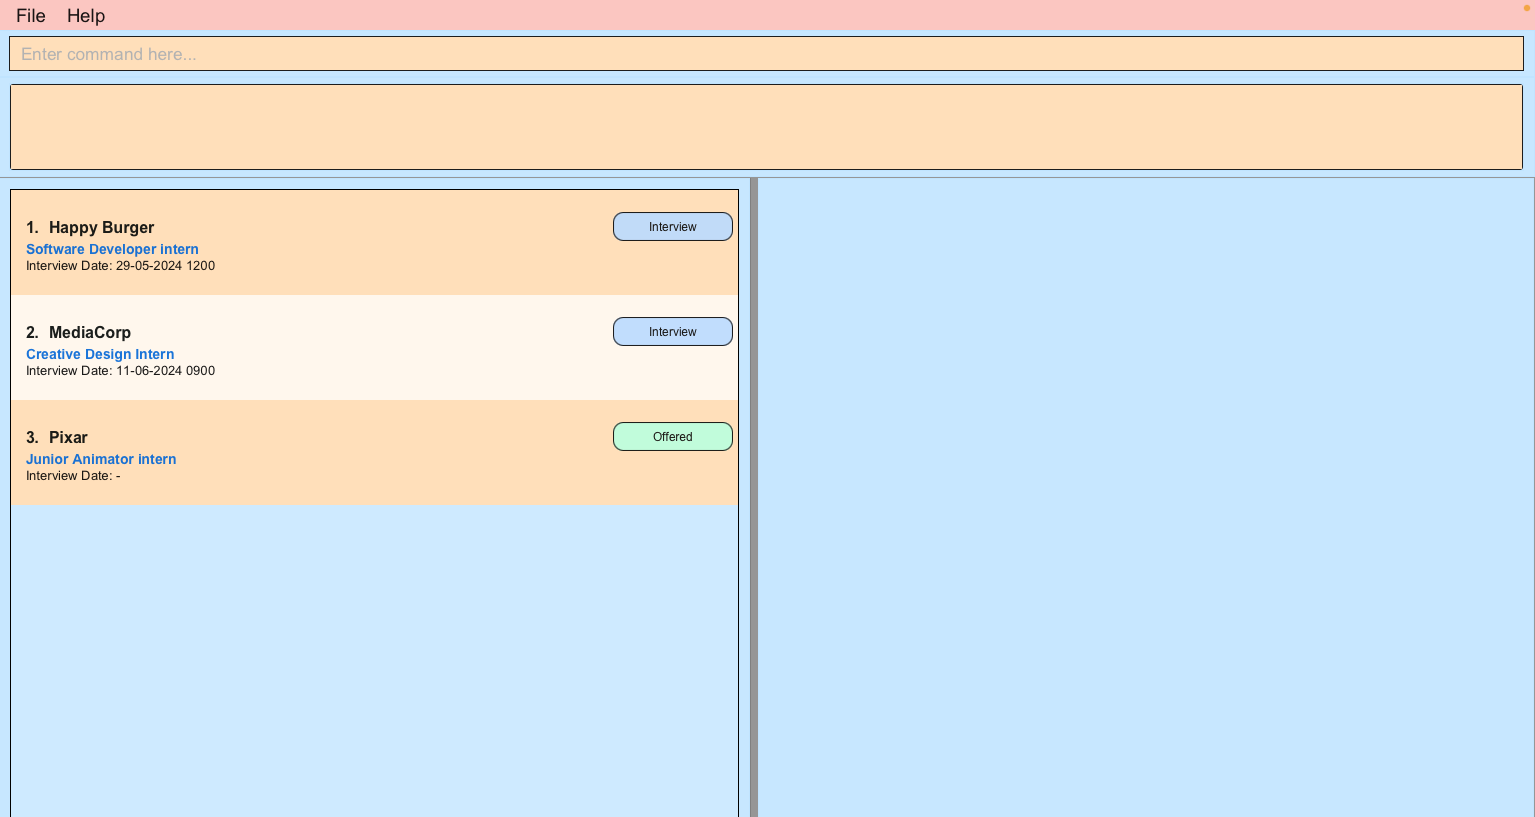 File Help
Enter command here...
1. Happy Burger
Interview
Software Developer intern
Interview Date: 29-05-2024 1200
2. MediaCorp
Interview
Creative Design Intern
Interview Date: 11-06-2024 0900
3. Pixar
Offered
Junior Animator intern
Interview Date: -